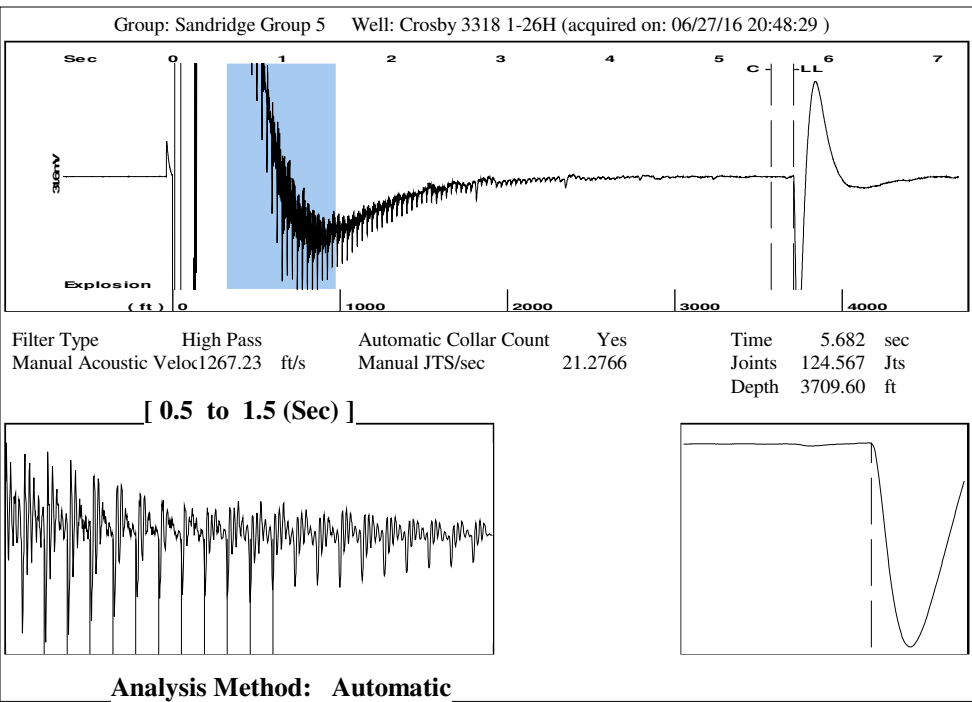 Group: Sandridge Group 5 Well: Crosby 3318 1-26H (acquired on: 06/27/16 20:48:29 )
Sec 0 1 2 3 4 5 6 7
C LL
Explosion
( ft ) 0 1000 2000 3000 4000
Filter Type High Pass Automatic Collar Count Yes Time 5.682 sec
Manual Acoustic Veloc1267.23 ft/s Manual JTS/sec 21.2766 Joints 124.567 Jts
Depth 3709.60 ft
[ 0.5 to 1.5 (Sec) ]
Analysis Method: Automatic